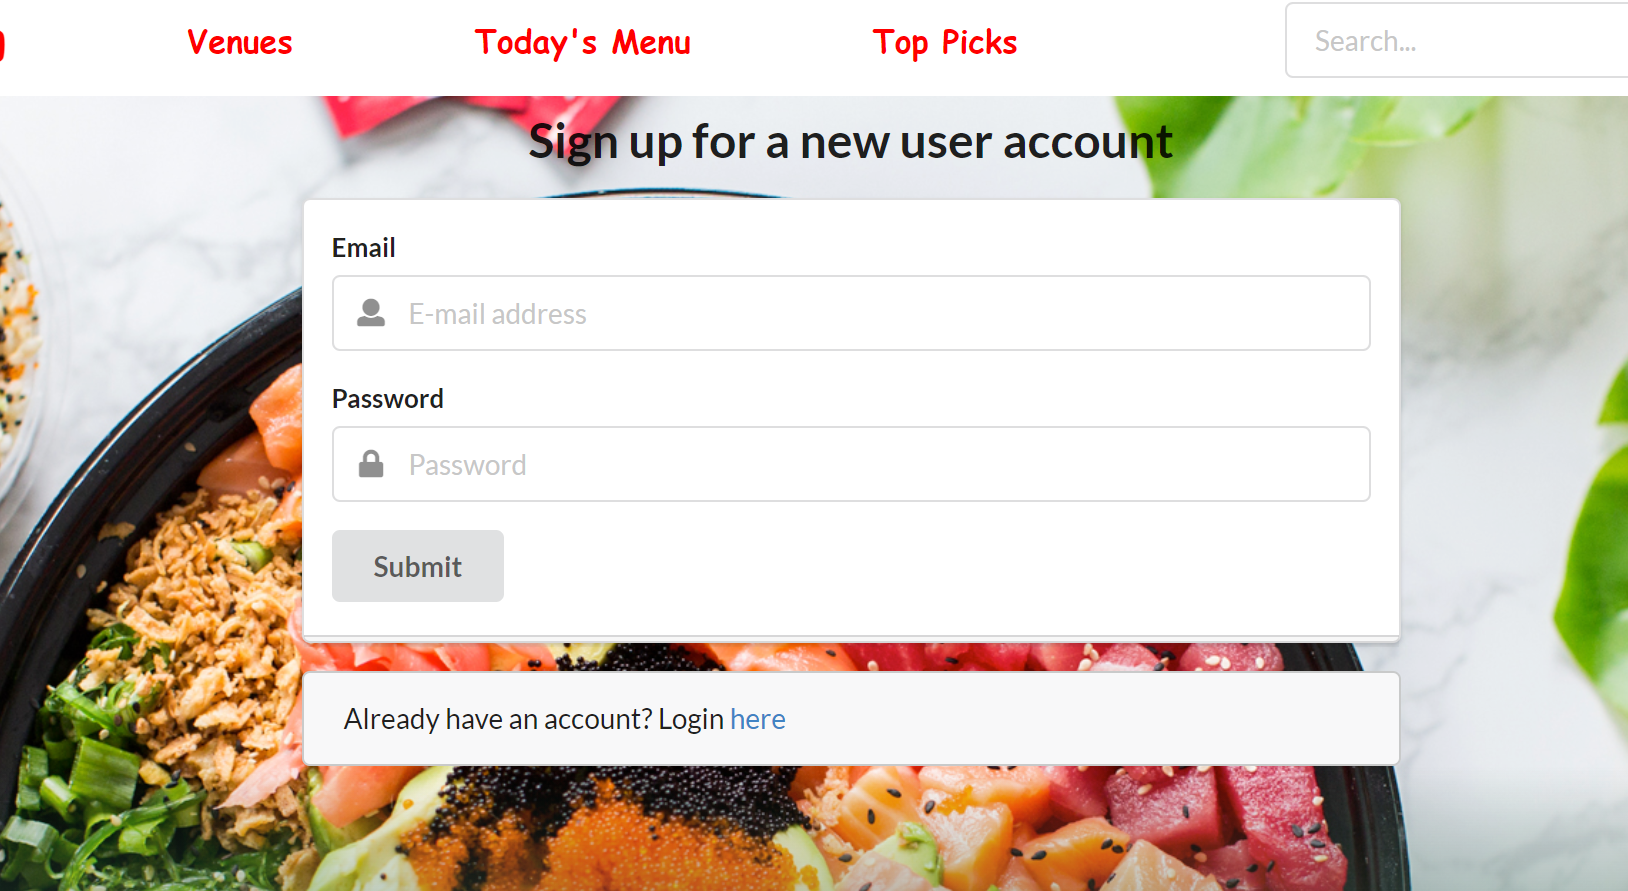 Venues
Today's Menu
Top Picks
Search...
Sign up for a new user account
Email
E-mail address
Password
Password
Submit
Already have an account? Login here